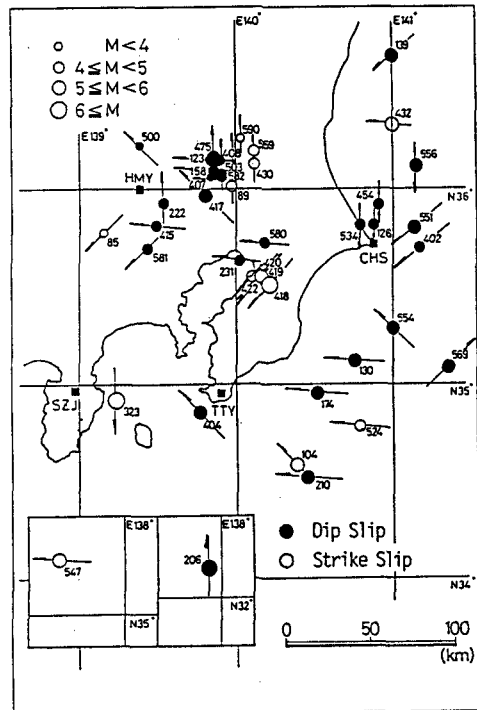 E140°
E141°
M<4
4≦M<5
5≦M<6
6≦M
139
432
E139°
590
500
475
408
559
123
503
556
158
582
430
HMY
407
89
N36°
417
454
222
551
85
415
580
534
126
402
581
CHS
231
420
419
422
418
554
130
569
N35°
SZJ
323
TTY
174
404
524
104
210
E138°
E138°
Dip Slip
206
547
Strike Slip
N32°
N34°
N35°
0 50 100
(km)